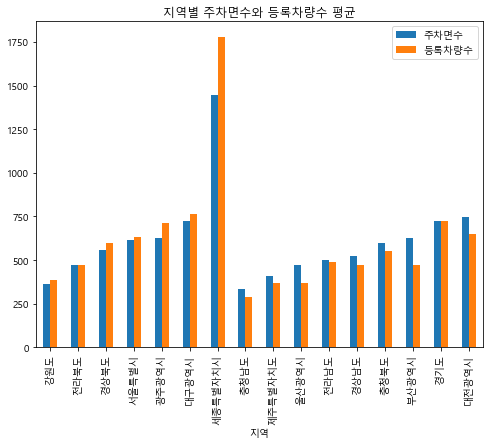 지역별 주차면수와 등록차량수 평균
주차면수
등록차량수
1750
1500
1250
1000
750
500
250
0
강원도
전라북도
경상북도
서울특별시
광주광역시
대구광역시
세종특별자치시
충청남도
제주특별자치도
울산광역시
전라남도
경상남도
충청북도
부산광역시
경기도
대전광역시
지역